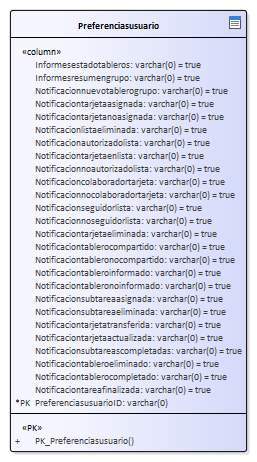 Preferenciasusuario
«column»
Informesestadotableros: varchar(0) = true
Informesresumengrupo: varchar(0) = true
Notificacionnuevotablerogrupo: varchar(0) = true
Notificaciontarjetaasignada: varchar(0) = true
Notificaciontarjetanoasignada: varchar(0) = true
Notificacionlistaeliminada: varchar(0) = true
Notificacionautorizadolista: varchar(0) = true
Notificaciontarjetaenlista: varchar(0) = true
Notificacionnoautorizadolista: varchar(0) = true
Notificacioncolaboradortarjeta: varchar(0) = true
Notificacionnocolaboradortarjeta: varchar(0) = true
Notificacionseguidorlista: varchar(0) = true
Notificacionnoseguidorlista: varchar(0) = true
Notificaciontarjetaeliminada: varchar(0) = true
Notificaciontablerocompartido: varchar(0) = true
Notificaciontableronocompartido: varchar(0) = true
Notificaciontableroinformado: varchar(0) = true
Notificaciontableronoinformado: varchar(0) = true
Notificacionsubtareaasignada: varchar(0) = true
Notificacionsubtareaeliminada: varchar(0) = true
Notificaciontarjetatransferida: varchar(0) = true
Notificaciontarjetaactualizada: varchar(0) = true
Notificacionsubtareascompletadas: varchar(0) = true
Notificaciontableroeliminado: varchar(0) = true
Notificaciontablerocompletado: varchar(0) = true
Notificaciontareafinalizada: varchar(0) = true
*PK PreferenciasusuarioID: varchar(0)
«PK»
+ PK_Preferenciasusuario()